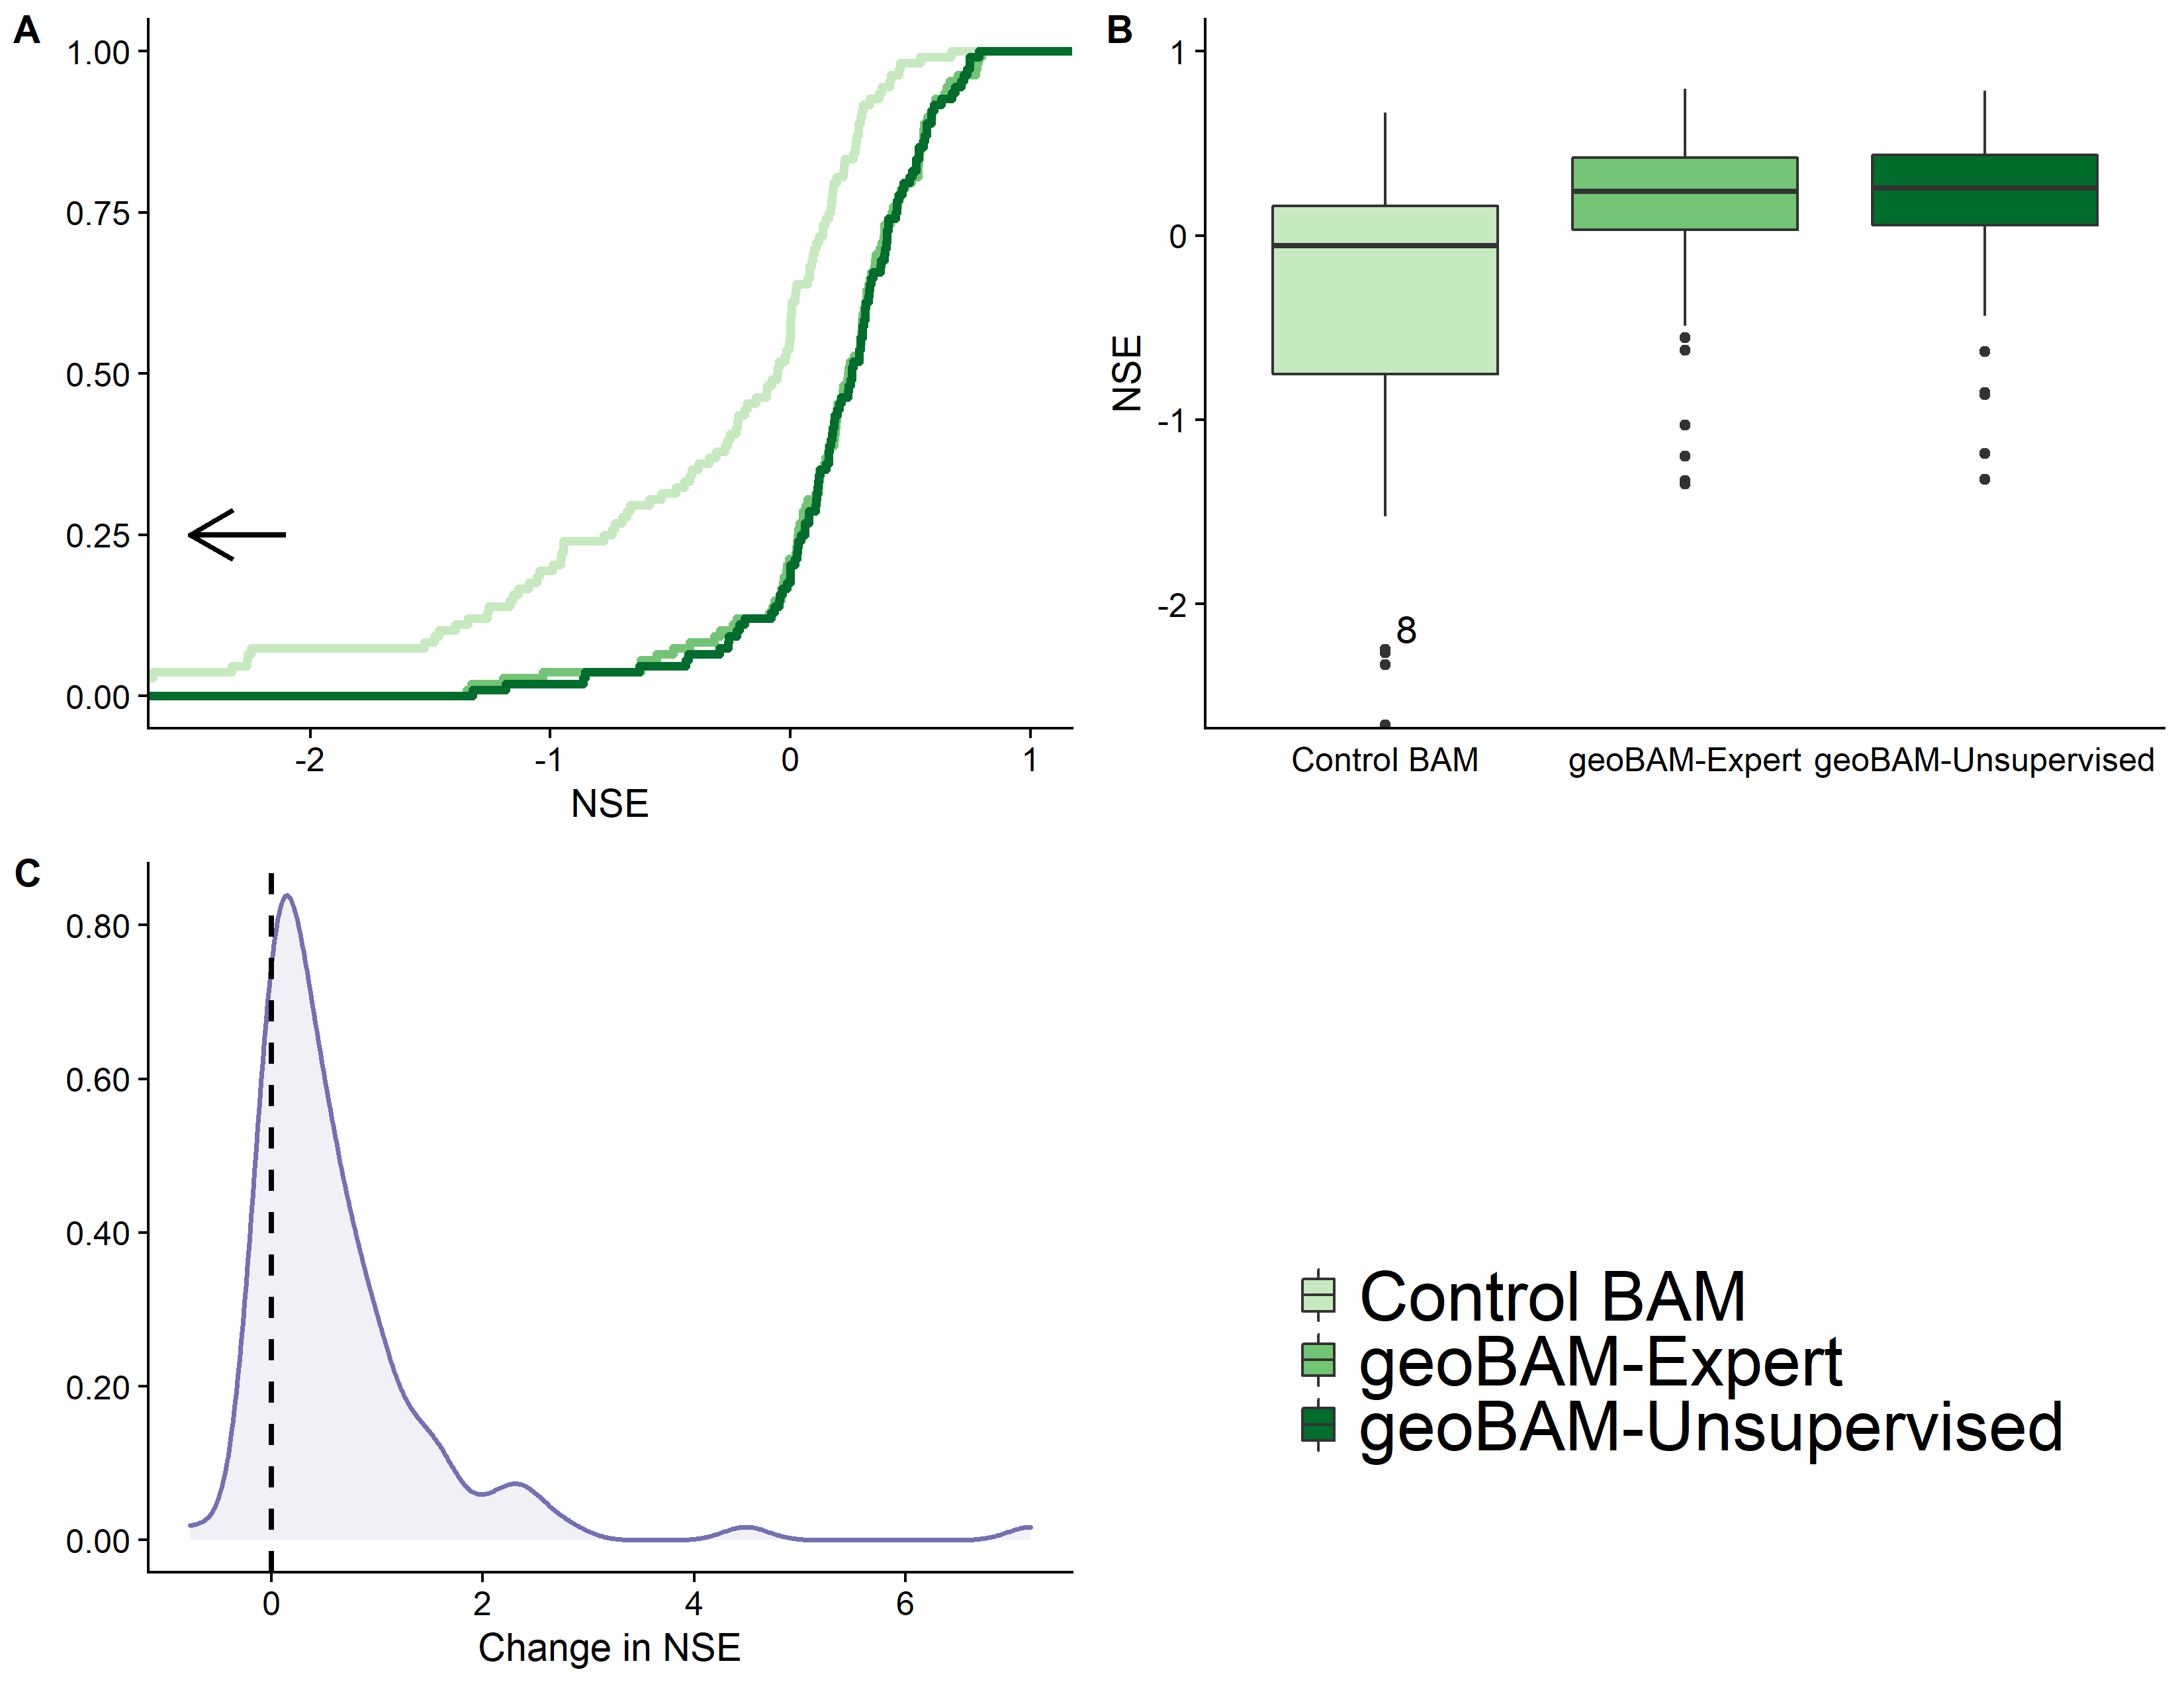 A
1.00
0.75
0.50
0.25
0.00
-2 -1 0 1
NSE
B
1
0
-1
-2
NSE
8
Control BAM geoBAM-Expert geoBAM-Unsupervised
C
0.80
0.60
0.40
0.20
0.00
0 2 4 6
Change in NSE
Control BAM
geoBAM-Expert
geoBAM-Unsupervised